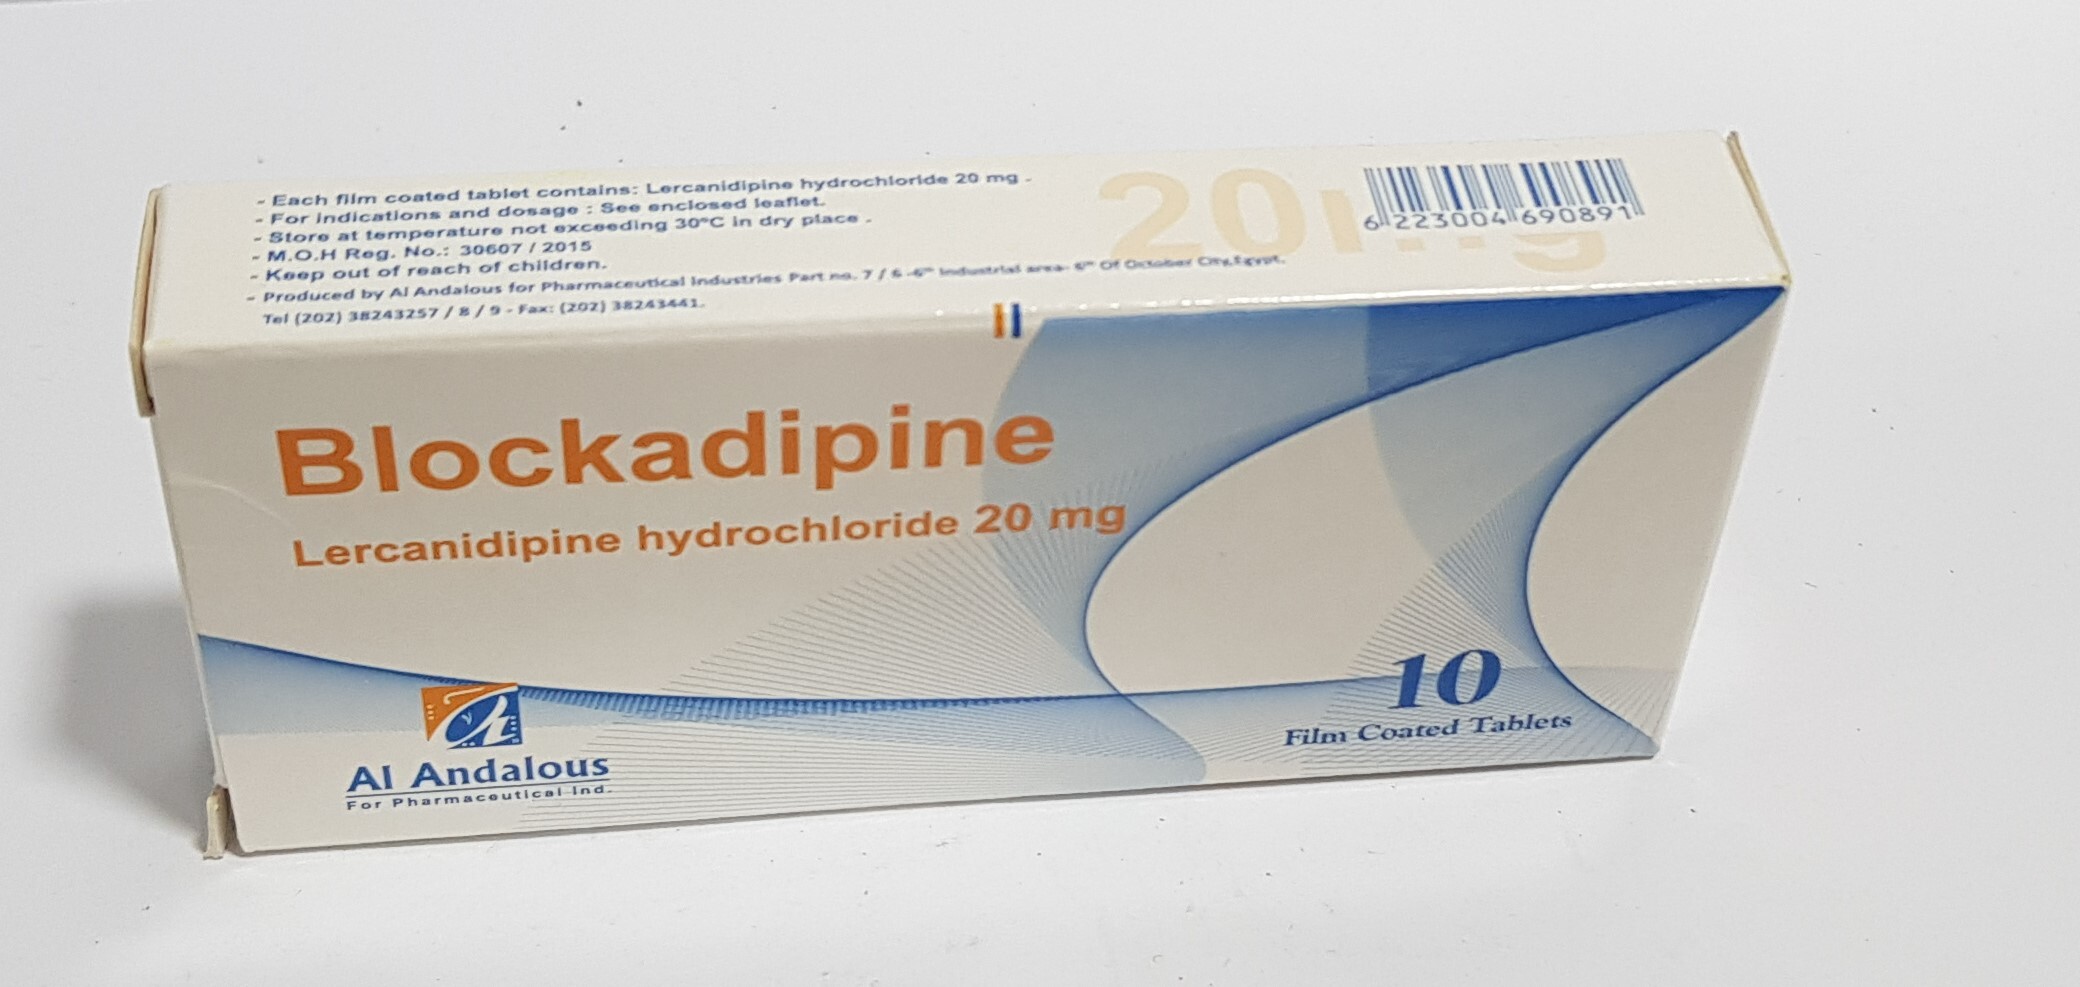 - Each film coated tablet contains: Lercanidipine hydrochloride 20 mg .
- For indications and dosage : See enclosed leaflet.
- Store at temperature not exceeding 30°C in dry place .
- M.O.H Reg. No.: 30607 / 2015
- Keep out of reach of children.
- Produced by Al Andalous for Pharmaceutical Industries Part no. 7 / 6 -6th Industrial area- 6th Of October City,Egypt.
Tel (202) 38243257 / 8 / 9 - Fax: (202) 38243441.
20mg
6 223004 690891
Blockadipine
Lercanidipine hydrochloride 20 mg
Al Andalous
For Pharmaceutical Ind.
10
Film Coated Tablets